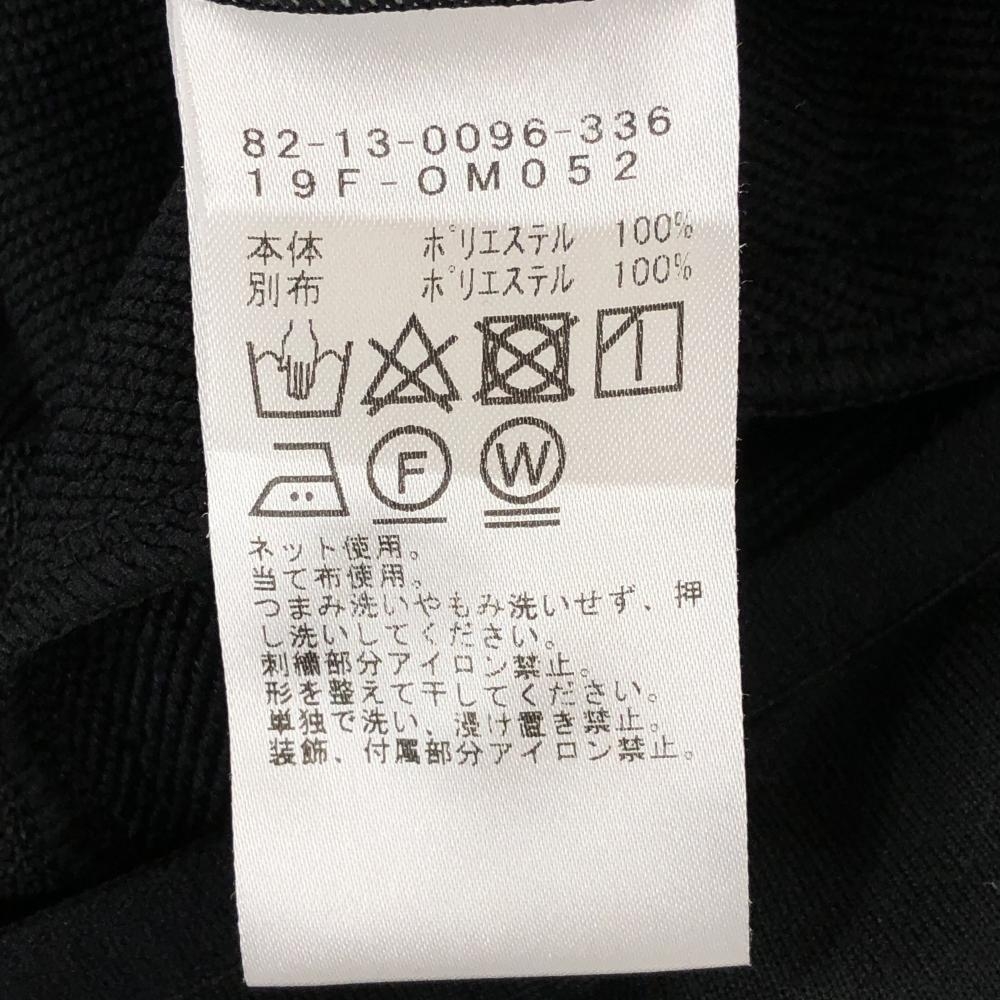 82-13-0096-336
19F-OM052
本体 ポリエステル 100%
別布 ポリエステル 100%
F W
ネット使用。
当て布使用。
つまみ洗いやもみ洗いせず、押
し洗いしてください。
刺繍部分アイロン禁止。
形を整えて干してください。
単独で洗い、浸け置き禁止。
装飾、付属部分アイロン禁止。